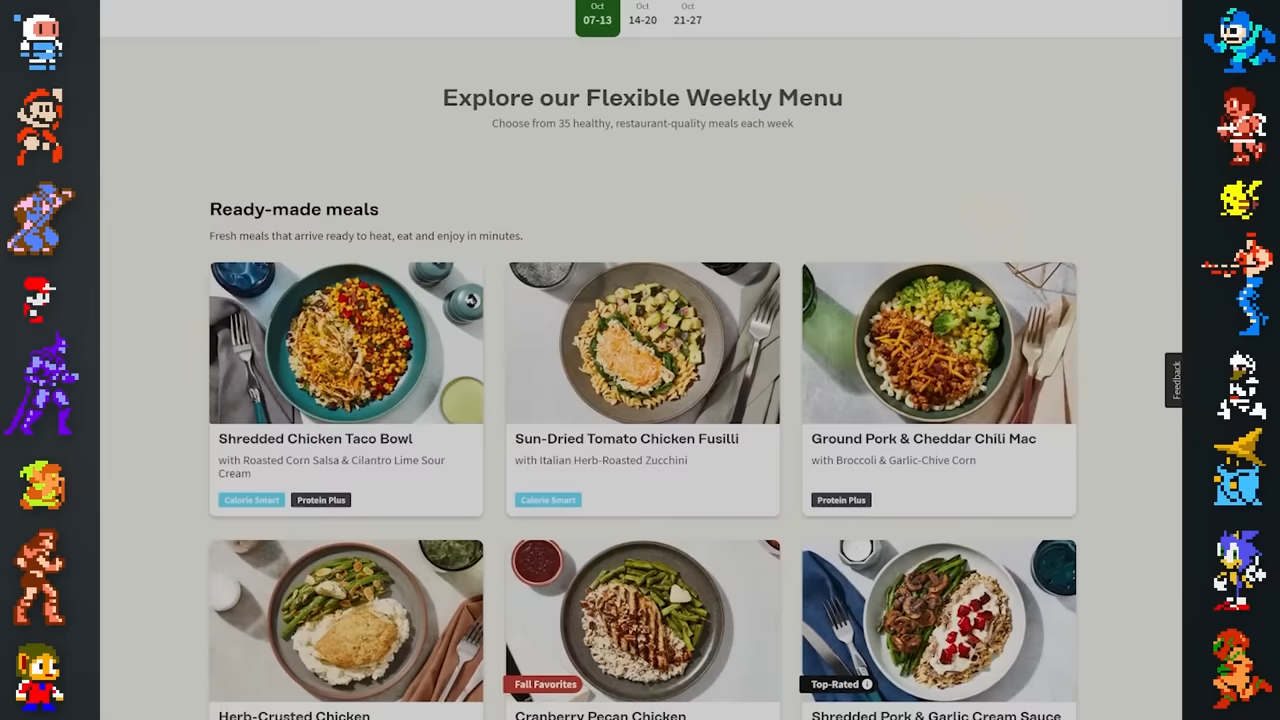 Oct
07-13
Oct
14-20
Oct
21-27
Explore our Flexible Weekly Menu
Choose from 35 healthy, restaurant-quality meals each week
Ready-made meals
Fresh meals that arrive ready to heat, eat and enjoy in minutes.
Shredded Chicken Taco Bowl
with Roasted Corn Salsa & Cilantro Lime Sour
Cream
Calorie Smart
Protein Plus
Sun-Dried Tomato Chicken Fusilli
with Italian Herb-Roasted Zucchini
Calorie Smart
Ground Pork & Cheddar Chili Mac
with Broccoli & Garlic-Chive Corn
Protein Plus
Feedback
Herb-Crusted Chicken
Fall Favorites
Cranberry Pecan Chicken
Top-Rated
Shredded Pork & Garlic Cream Sauce